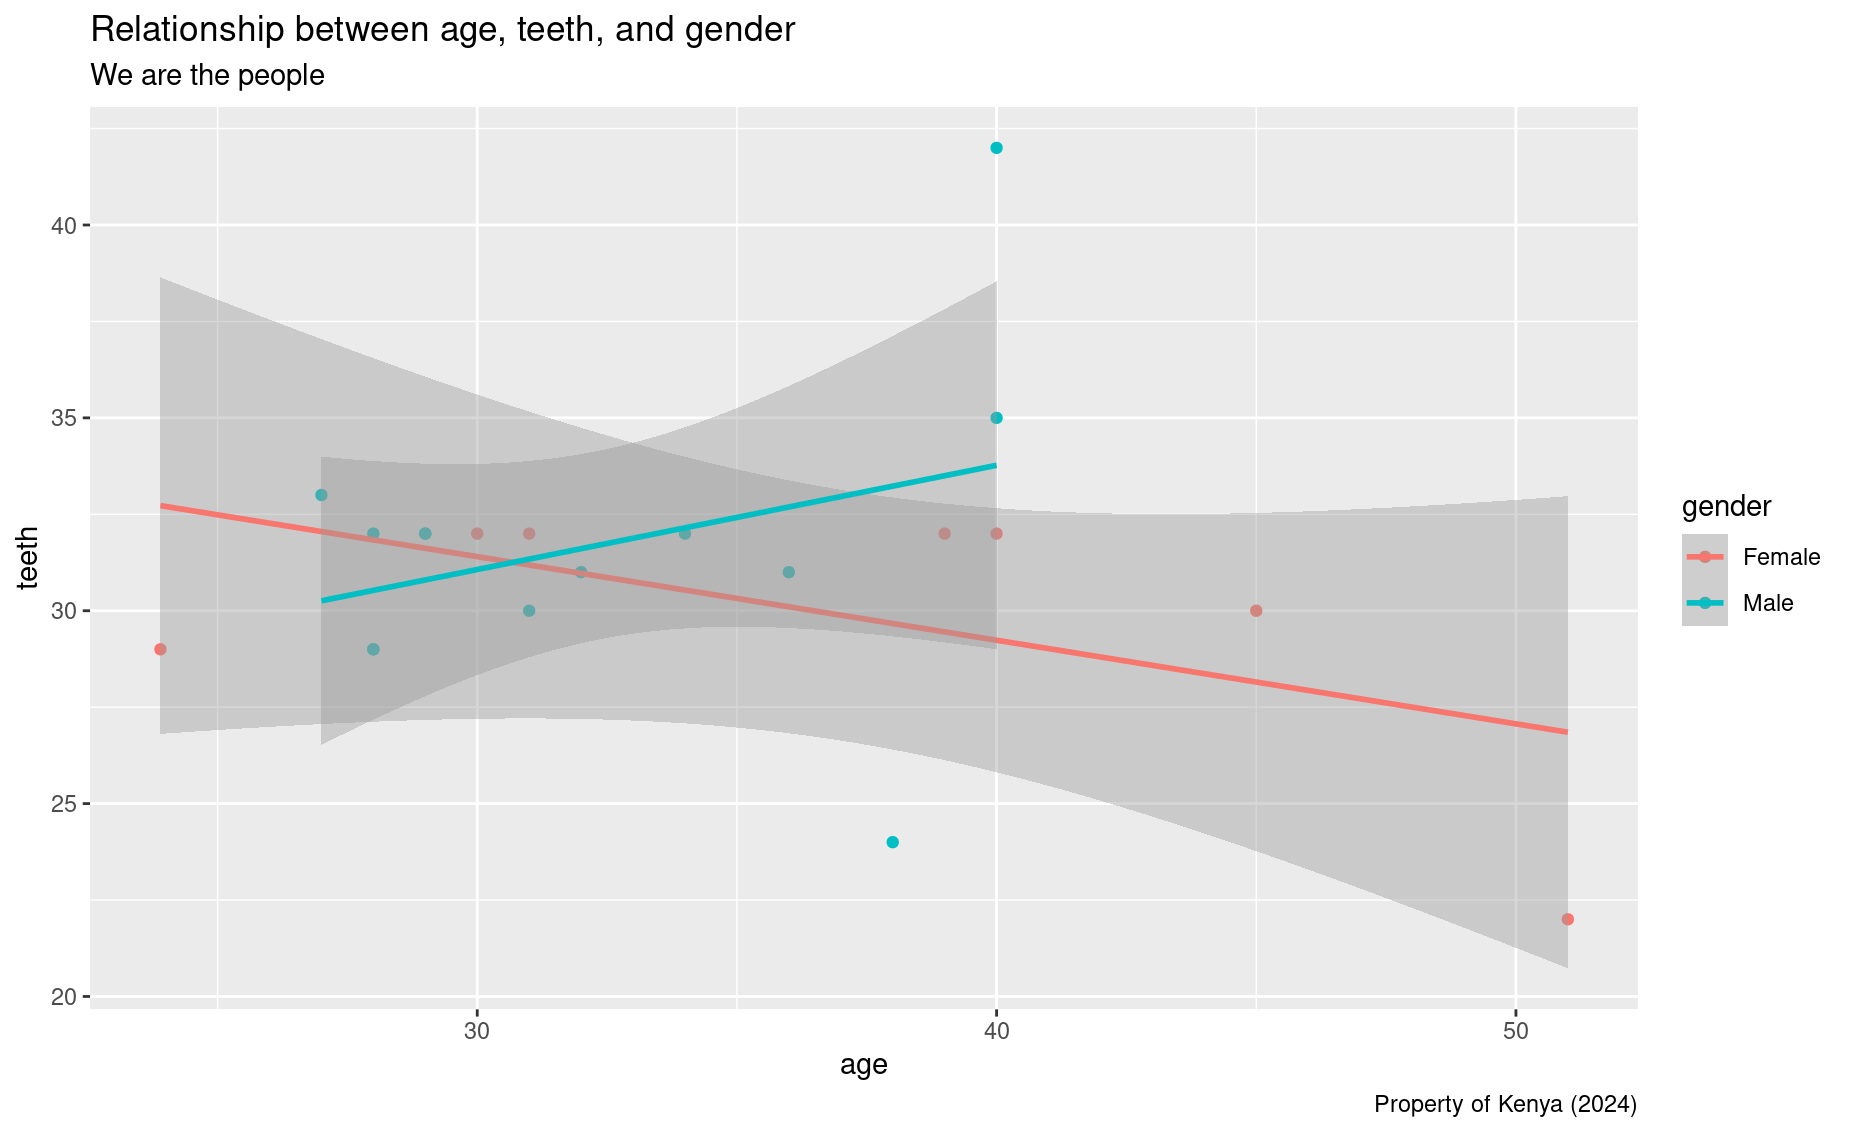 Relationship between age, teeth, and gender
We are the people
40
35
30
25
20
teeth
30
40
50
age
gender
Female
Male
Property of Kenya (2024)